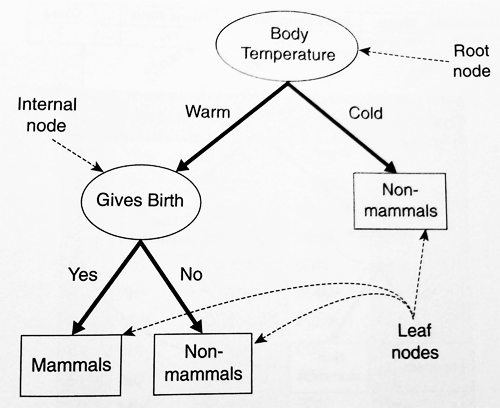 Body
Temperature
Root
node
Internal
node
Warm
Cold
Gives Birth
Non-
mammals
Yes
No
Mammals
Non-
mammals
Leaf
nodes